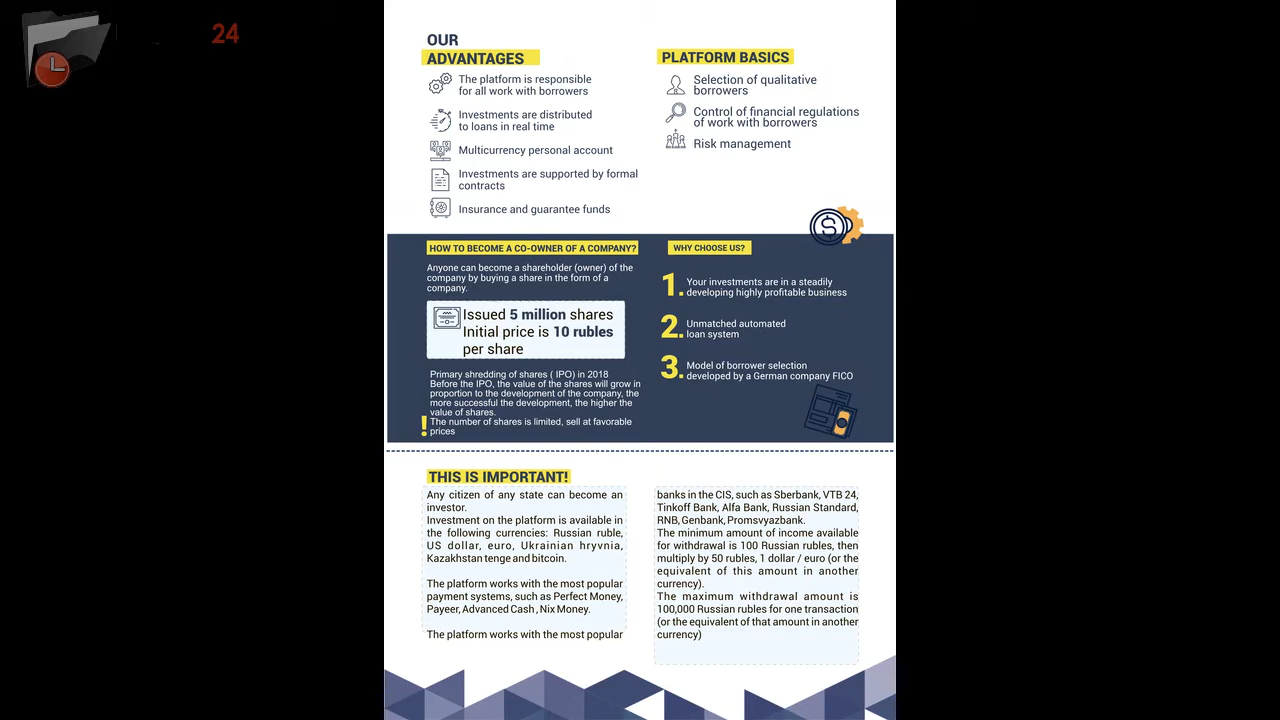 24
OUR
ADVANTAGES
The platform is responsible
for all work with borrowers
Investments are distributed
to loans in real time
Multicurrency personal account
Investments are supported by formal
contracts
Insurance and guarantee funds
PLATFORM BASICS
Selection of qualitative
borrowers
Control of financial regulations
of work with borrowers
Risk management
HOW TO BECOME A CO-OWNER OF A COMPANY?
Anyone can become a shareholder (owner) of the
company by buying a share in the form of a
company.
Issued 5 million shares
Initial price is 10 rubles
per share
Primary shredding of shares ( IPO) in 2018
Before the IPO, the value of the shares will grow in
proportion to the development of the company, the
more successful the development, the higher the
value of shares.
! The number of shares is limited, sell at favorable
prices
WHY CHOOSE US?
1. Your investments are in a steadily
developing highly profitable business
2. Unmatched automated
loan system
3. Model of borrower selection
developed by a German company FICO
THIS IS IMPORTANT!
Any citizen of any state can become an
investor.
Investment on the platform is available in
the following currencies: Russian ruble,
US dollar, euro, Ukrainian hryvnia,
Kazakhstan tenge and bitcoin.
The platform works with the most popular
payment systems, such as Perfect Money,
Payeer, Advanced Cash , Nix Money.
The platform works with the most popular
banks in the CIS, such as Sberbank, VTB 24,
Tinkoff Bank, Alfa Bank, Russian Standard,
RNB, Genbank, Promsvyazbank.
The minimum amount of income available
for withdrawal is 100 Russian rubles, then
multiply by 50 rubles, 1 dollar / euro (or the
equivalent of this amount in another
currency).
The maximum withdrawal amount is
100,000 Russian rubles for one transaction
(or the equivalent of that amount in another
currency)